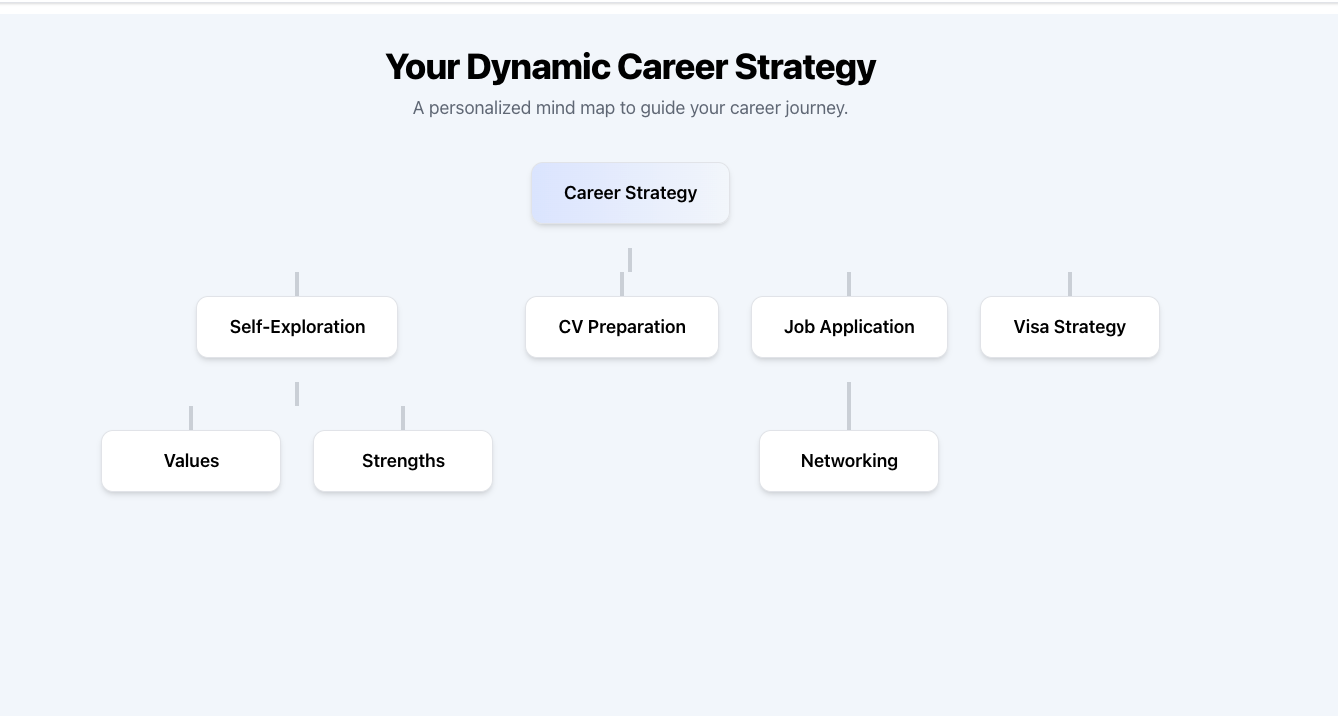 Your Dynamic Career Strategy
A personalized mind map to guide your career journey.
Career Strategy
Self-Exploration
CV Preparation
Job Application
Visa Strategy
Values
Strengths
Networking